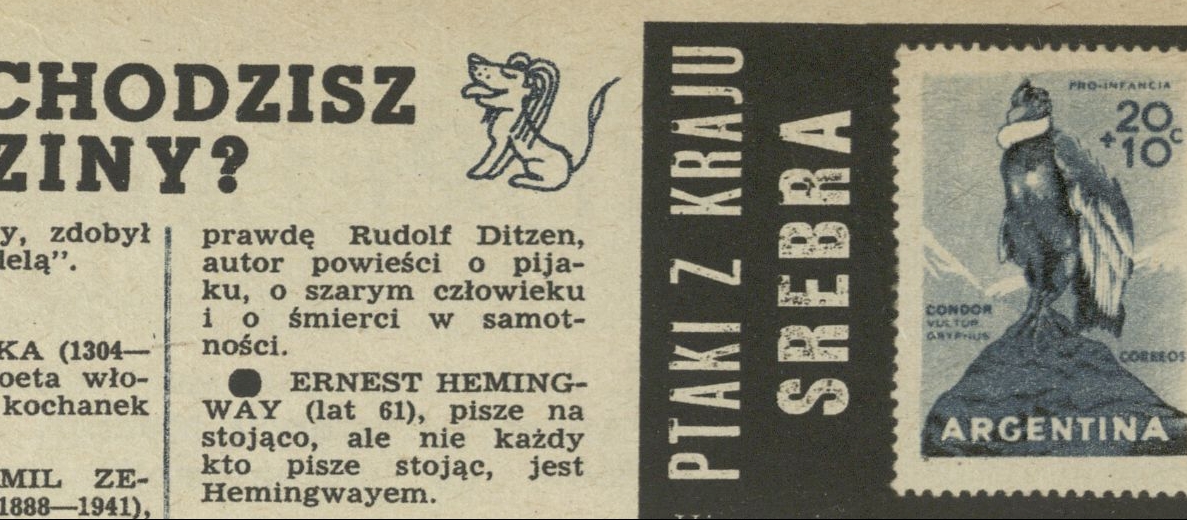 CHODZISZ
ZINY?
y, zdobył
delą”.
KA (1304—
oeta wło-
kochanek
MIL ZE-
1888—1941),
prawdę Rudolf Ditzen,
autor powieści o pija-
ku, o szarym człowieku
i o śmierci w samot-
ności.
● ERNEST HEMING-
WAY (lat 61), pisze na
stojąco, ale nie każdy
kto pisze stojąc, jest
Hemingwayem.
PTAKI Z KRAJU
SREBRA
PRO-INFANCIA
20
+10c
CONDOR
VULTUR
GRYPHUS
CORREOS
ARGENTINA